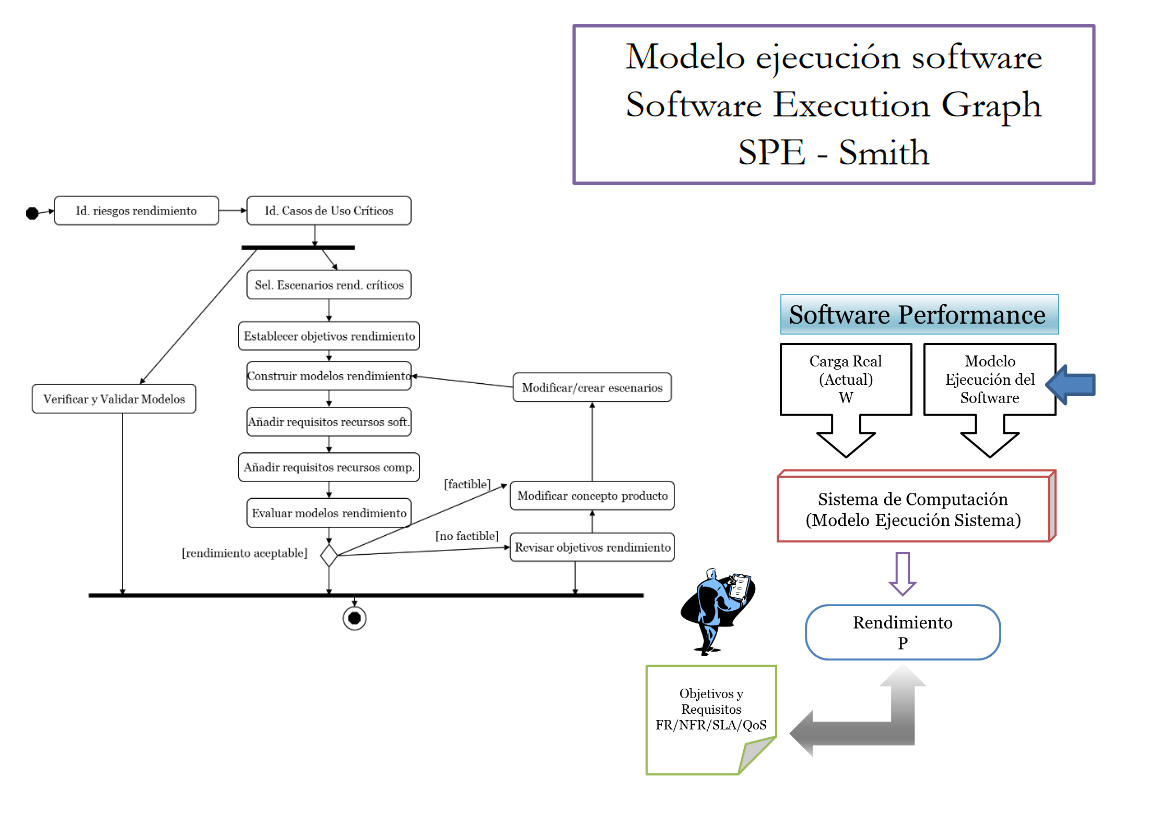 Modelo ejecución software
Software Execution Graph
SPE - Smith
Id. riesgos rendimiento
Id. Casos de Uso Críticos
Sel. Escenarios rend. críticos
Establecer objetivos rendimiento
Construir modelos rendimiento
Modificar/crear escenarios
Verificar y Validar Modelos
Añadir requisitos recursos soft.
Añadir requisitos recursos comp.
[factible]
Modificar concepto producto
Evaluar modelos rendimiento
[no factible]
[rendimiento aceptable]
Revisar objetivos rendimiento
Software Performance
Carga Real
(Actual)
W
Modelo
Ejecución del
Software
Sistema de Computación
(Modelo Ejecución Sistema)
Rendimiento
P
Objetivos y
Requisitos
FR/NFR/SLA/QoS